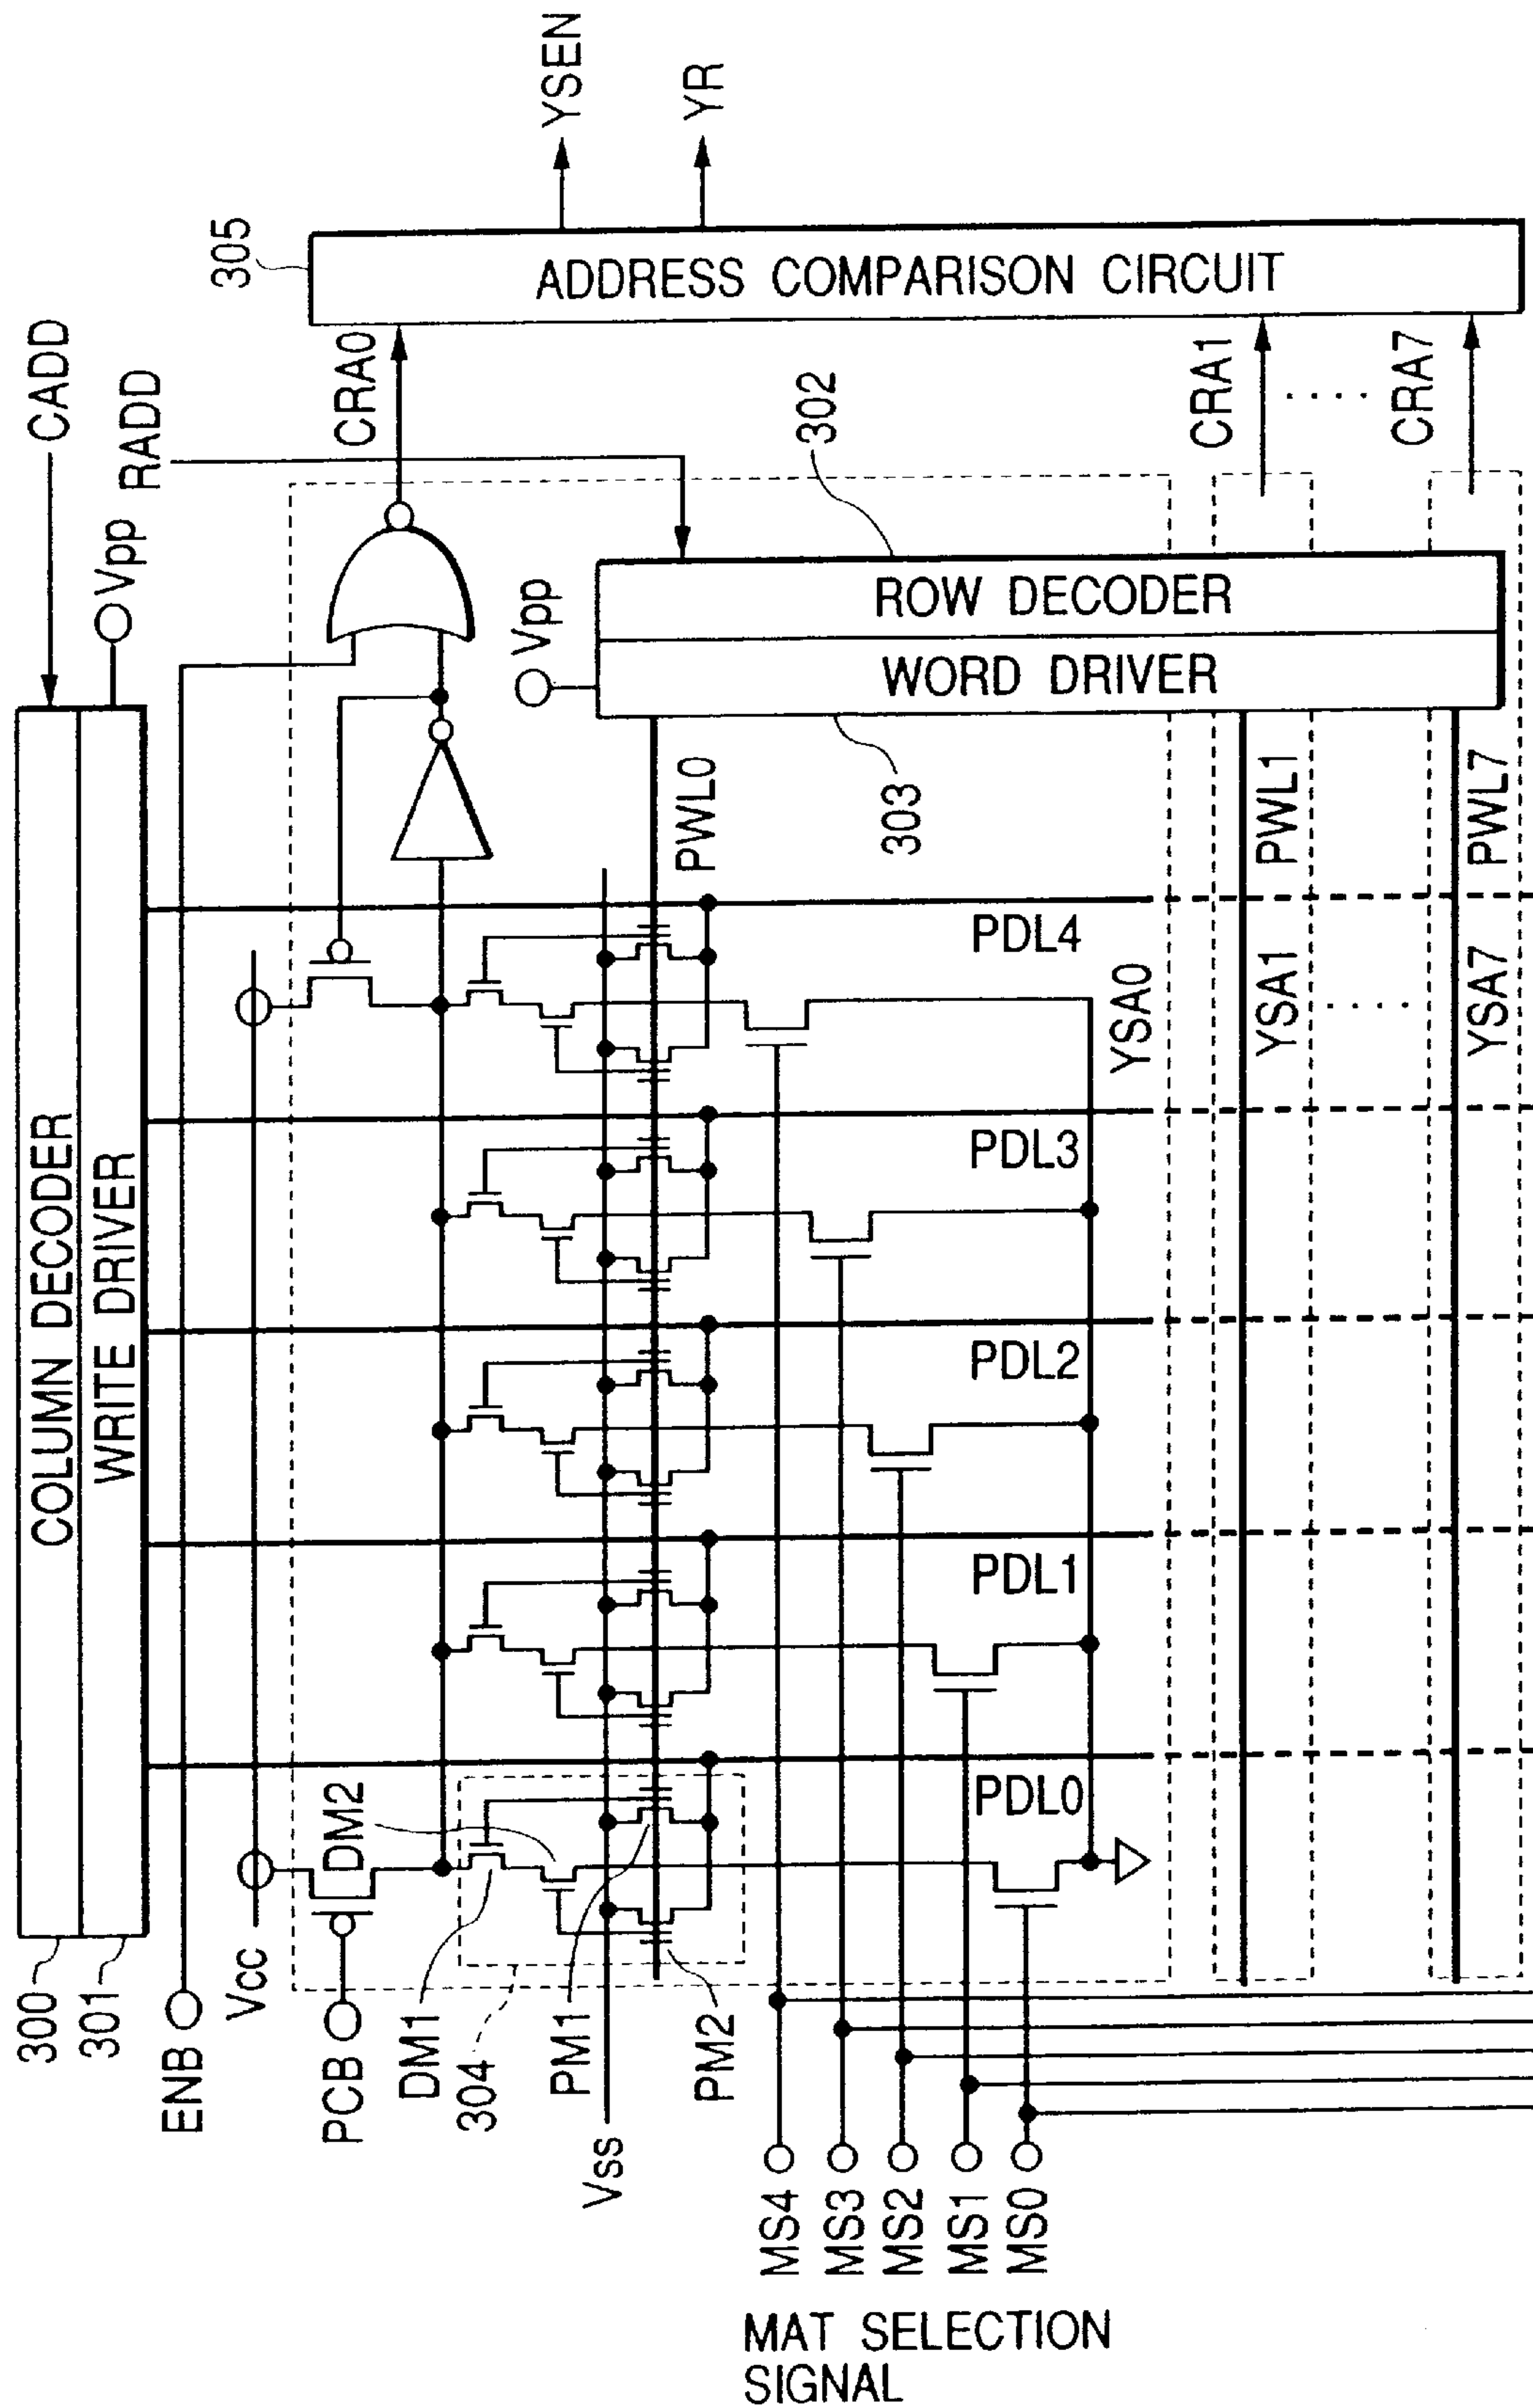 COLUMN DECODER
WRITE DRIVER
300
301
CADD
Vpp
RADD
ENB
Vcc
PCB
DM2
DM1
304
PM1
Vss
PM2
CRA0
305
ADDRESS COMPARISON CIRCUIT
YSEN
YR
Vpp
ROW DECODER
WORD DRIVER
302
303
PWL0
PDL4
PDL3
PDL2
PDL1
PDL0
YSA0
CRA1
CRA7
PWL1
YSA1
PWL7
YSA7
MS4
MS3
MS2
MS1
MS0
MAT SELECTION
SIGNAL